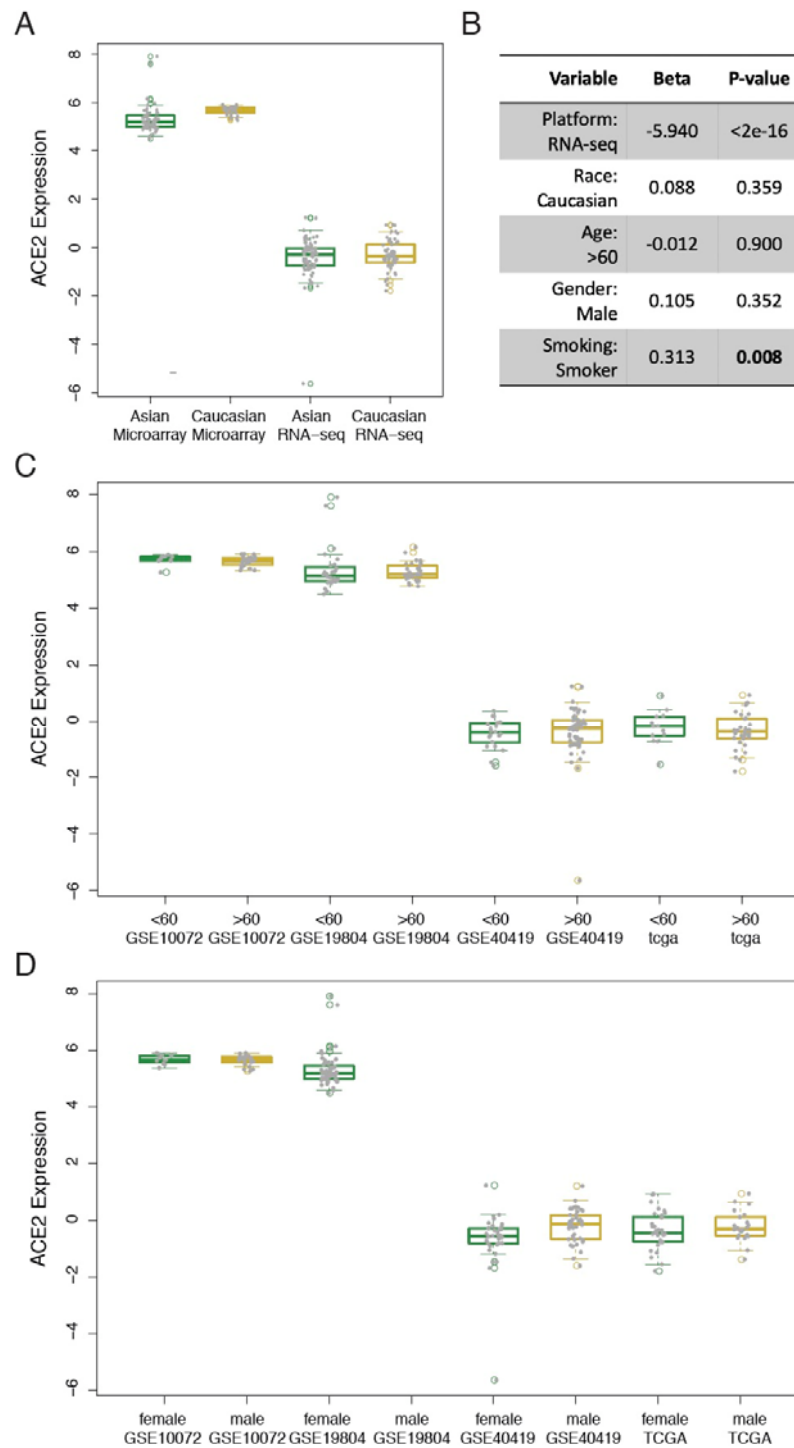 A
ACE2 Expression
8
6
4
2
0
−2
−4
−6
Asian Caucasian Asian Caucasian
Microarray Microarray RNA−seq RNA−seq
B
Variable Beta P-value
Platform:
RNA-seq -5.940 <2e-16
Race:
Caucasian 0.088 0.359
Age:
>60 -0.012 0.900
Gender:
Male 0.105 0.352
Smoking:
Smoker 0.313 0.008
C
ACE2 Expression
8
6
4
2
0
−2
−4
−6
<60 >60 <60 >60 <60 >60 <60 >60
GSE10072 GSE10072 GSE19804 GSE19804 GSE40419 GSE40419 tcga tcga
D
ACE2 Expression
8
6
4
2
0
−2
−4
−6
female male female male female male female male
GSE10072 GSE10072 GSE19804 GSE19804 GSE40419 GSE40419 TCGA TCGA